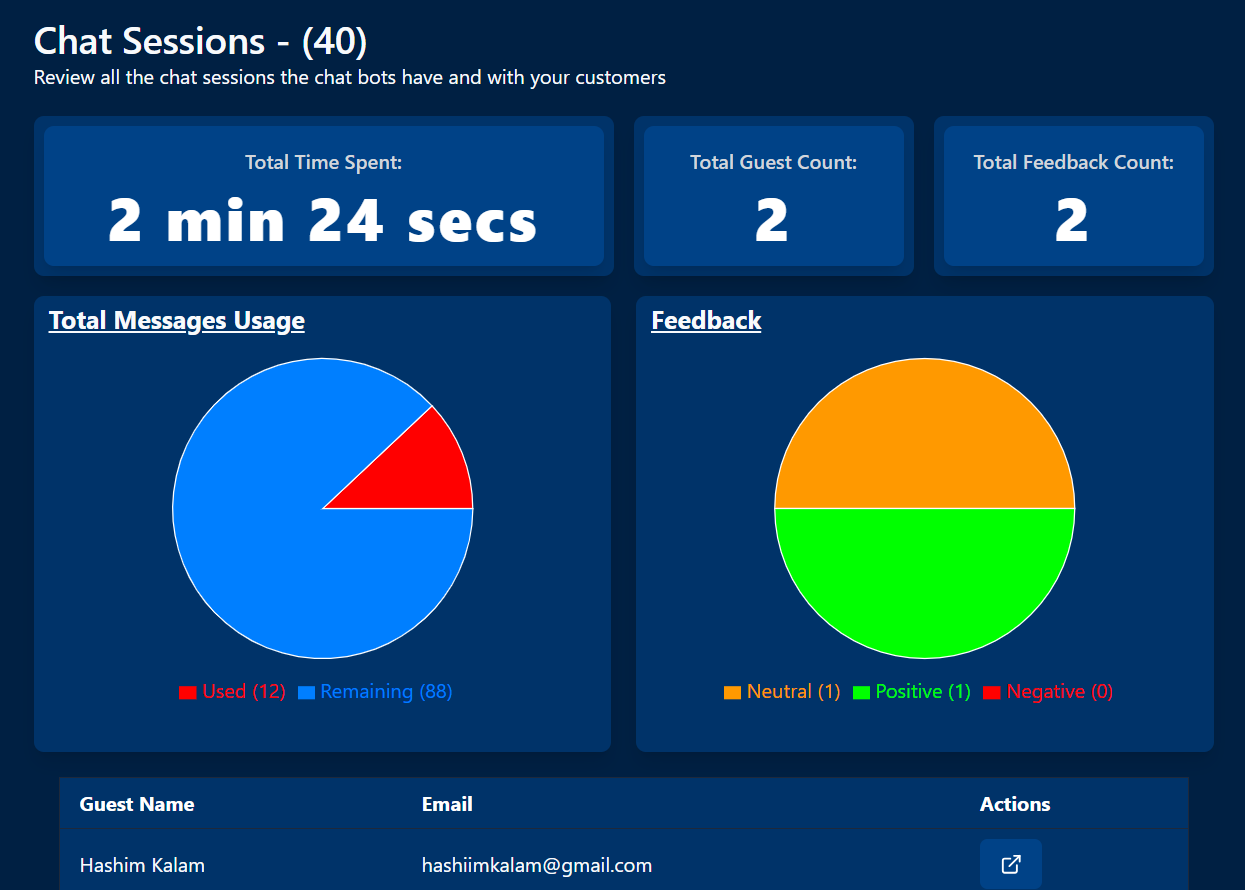 Chat Sessions - (40)
Review all the chat sessions the chat bots have and with your customers
Total Time Spent:
2 min 24 secs
Total Guest Count:
2
Total Feedback Count:
2
Total Messages Usage
Used (12) Remaining (88)
Feedback
Neutral (1) Positive (1) Negative (0)
Guest Name Email Actions
Hashim Kalam hashiimkalam@gmail.com